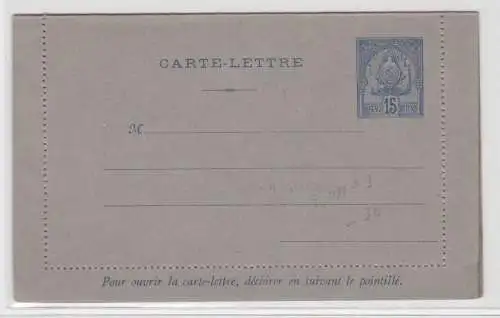 CARTE-LETTRE
15
M
Pour ouvrir la carte-lettre, déchirer en suivant le pointillé.